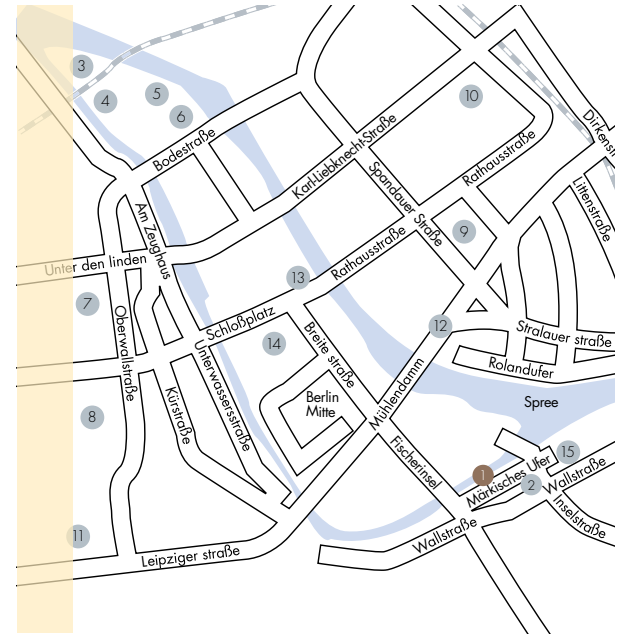 3
4
5
6
10
Bodestraße
Karl-Liebknecht-Straße
Dirkenst
Rathausstraße
Spandauer Straße
Littenstraße
Am Zeughaus
9
Unter den linden
Rathausstraße
13
7
Oberwallstraße
Schloßplatz
12
Stralauer straße
14
Breite straße
Unterwasserstraße
Rolandufer
Mühlendamm
Kürstraße
Berlin
Mitte
Spree
8
Fischerinsel
15
1
Märkisches Ufer
2
Wallstraße
Inselstraße
11
Wallstraße
Leipziger straße